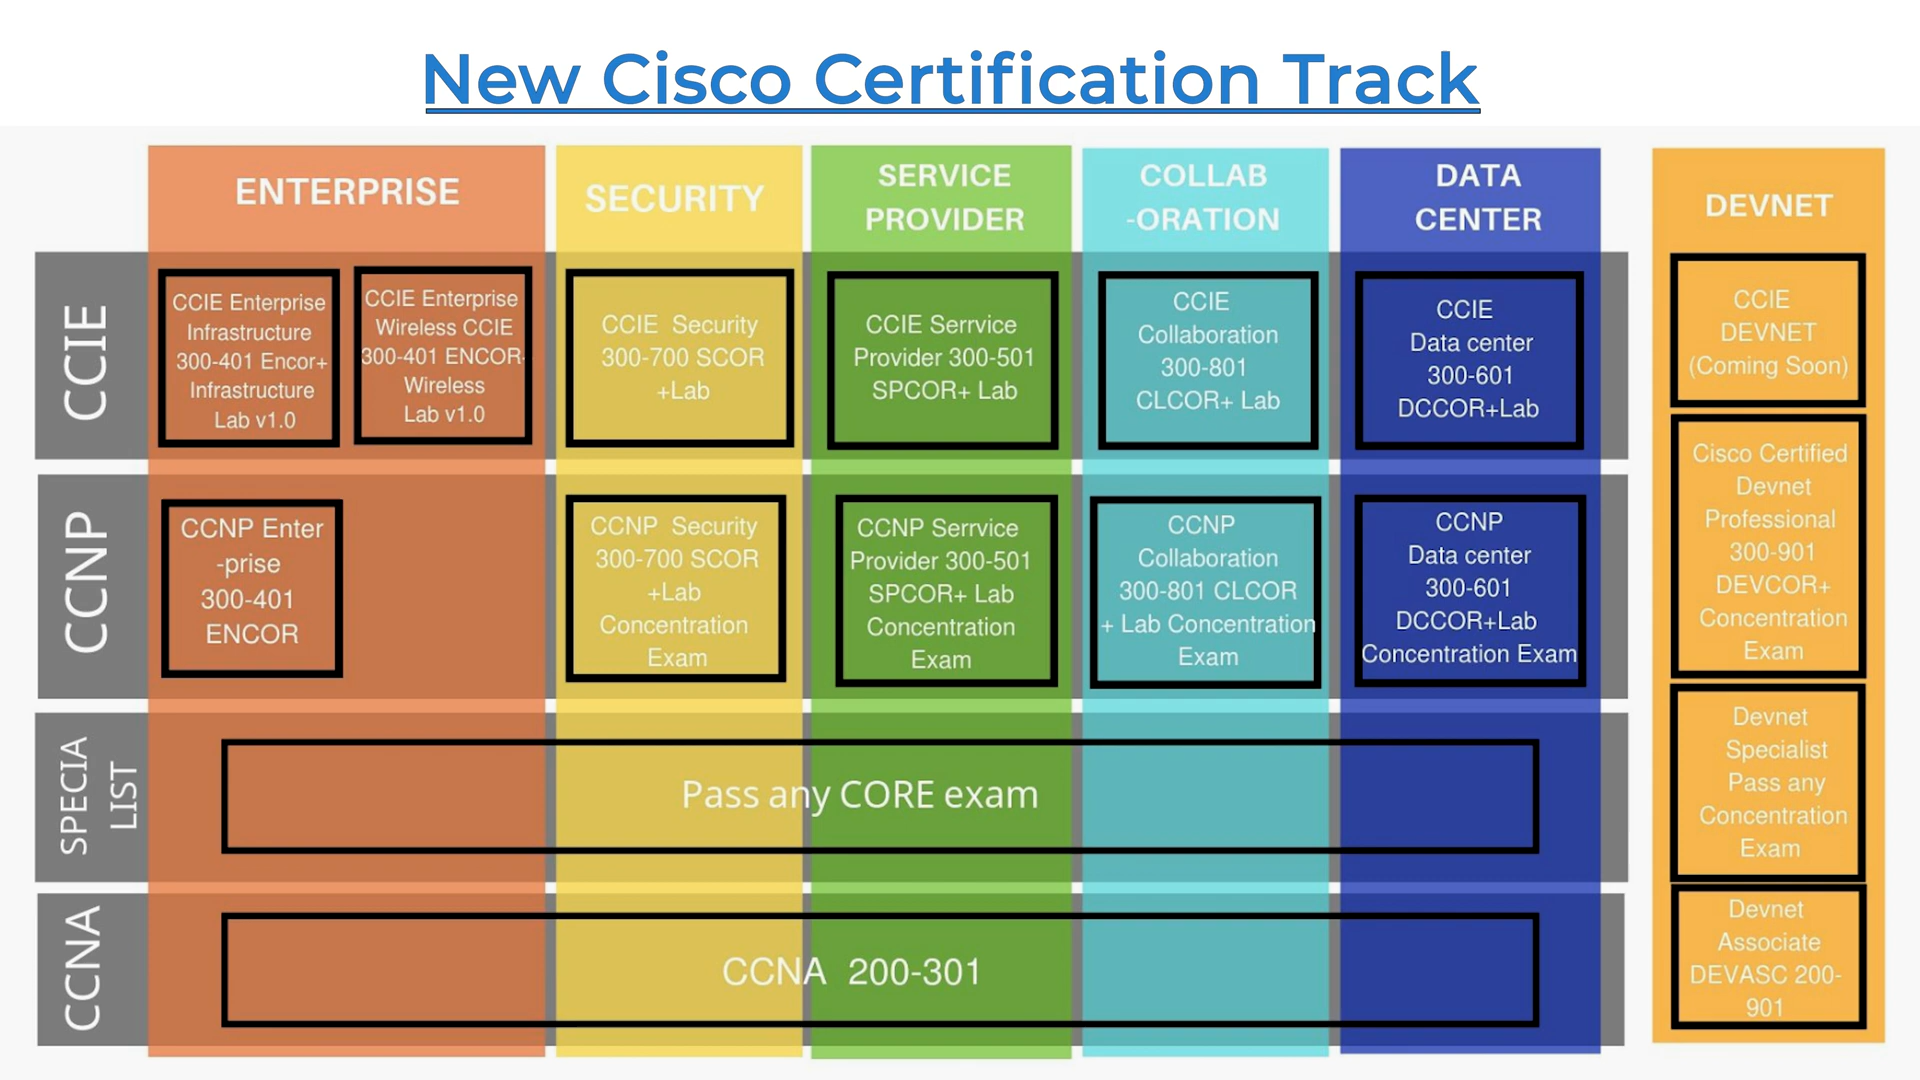 New Cisco Certification Track
ENTERPRISE
SECURITY
SERVICE
PROVIDER
COLLAB
-ORATION
DATA
CENTER
DEVNET
CCIE
CCIE Enterprise
Infrastructure
300-401 Encor+
Infrastructure
Lab v1.0
CCIE Enterprise
Wireless CCIE
300-401 ENCOR-
Wireless
Lab v1.0
CCIE Security
300-700 SCOR
+Lab
CCIE Serrvice
Provider 300-501
SPCOR+ Lab
CCIE
Collaboration
300-801
CLCOR+ Lab
CCIE
Data center
300-601
DCCOR+Lab
CCIE
DEVNET
(Coming Soon)
CCNP
CCNP Enter
-prise
300-401
ENCOR
CCNP Security
300-700 SCOR
+Lab
Concentration
Exam
CCNP Serrvice
Provider 300-501
SPCOR+ Lab
Concentration
Exam
CCNP
Collaboration
300-801 CLCOR
+ Lab Concentration
Exam
CCNP
Data center
300-601
DCCOR+Lab
Concentration Exam
Cisco Certified
Devnet
Professional
300-901
DEVCOR+
Concentration
Exam
SPECIA
LIST
Pass any CORE exam
Devnet
Specialist
Pass any
Concentration
Exam
CCNA
CCNA 200-301
Devnet
Associate
DEVASC 200-
901